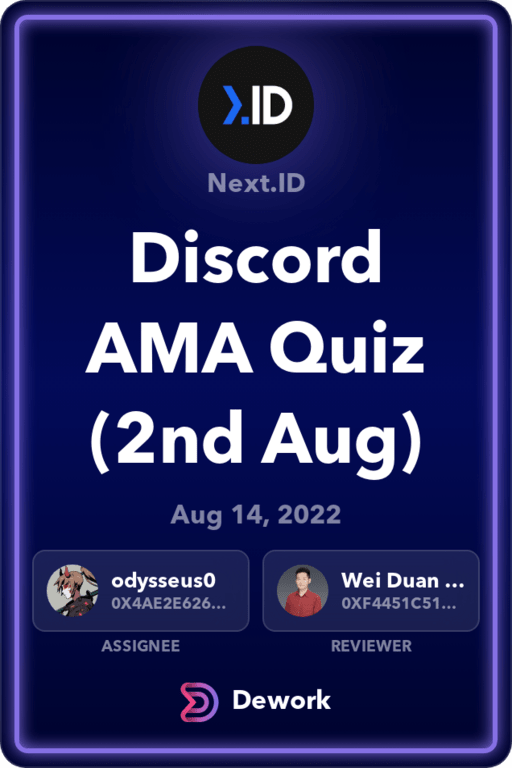 .ID
Next.ID
Discord
AMA Quiz
(2nd Aug)
Aug 14, 2022
odysseus0
0X4AE2E626...
ASSIGNEE
Wei Duan ...
0XF4451C51...
REVIEWER
Dework